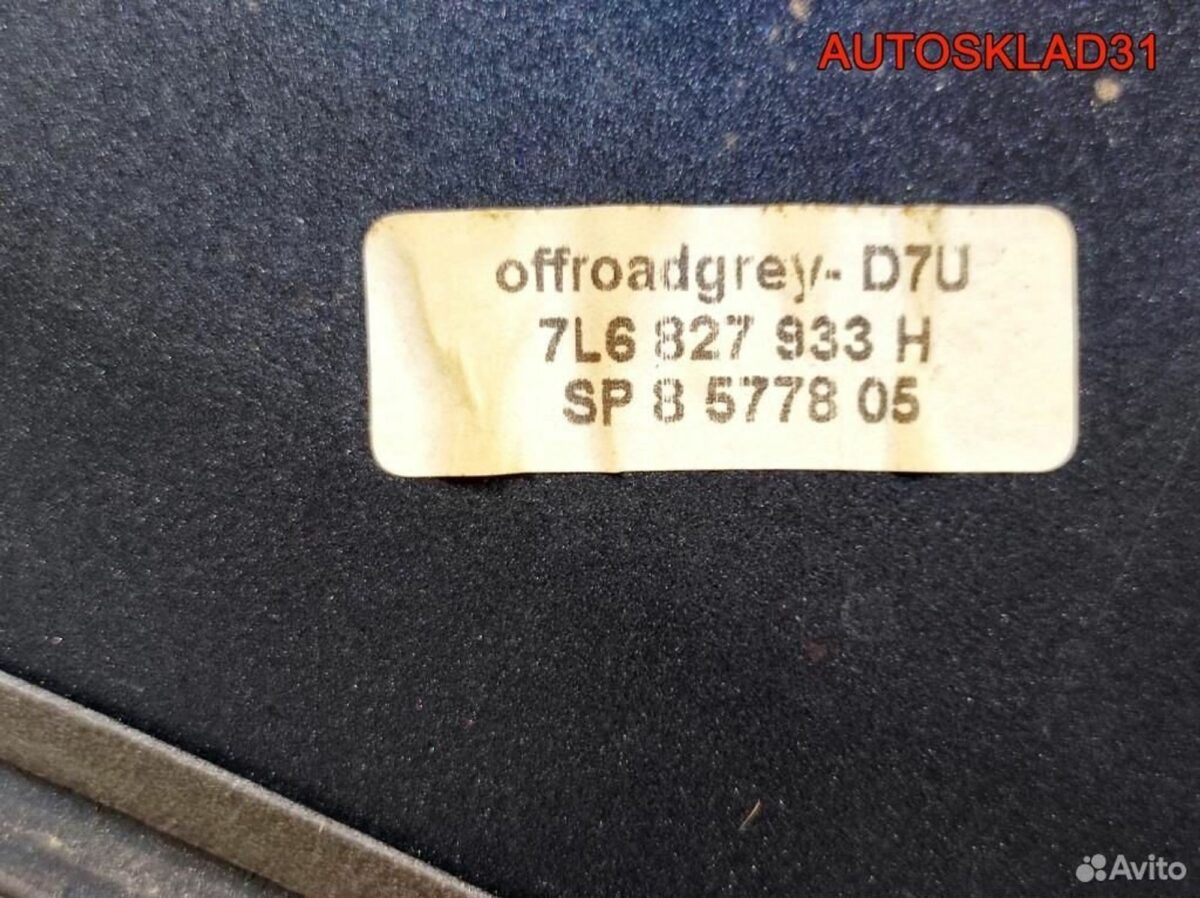 AUTOSKLAD31
offroadgrey- D7U
7L6 827 933 H
SP 8 5778 05
Avito